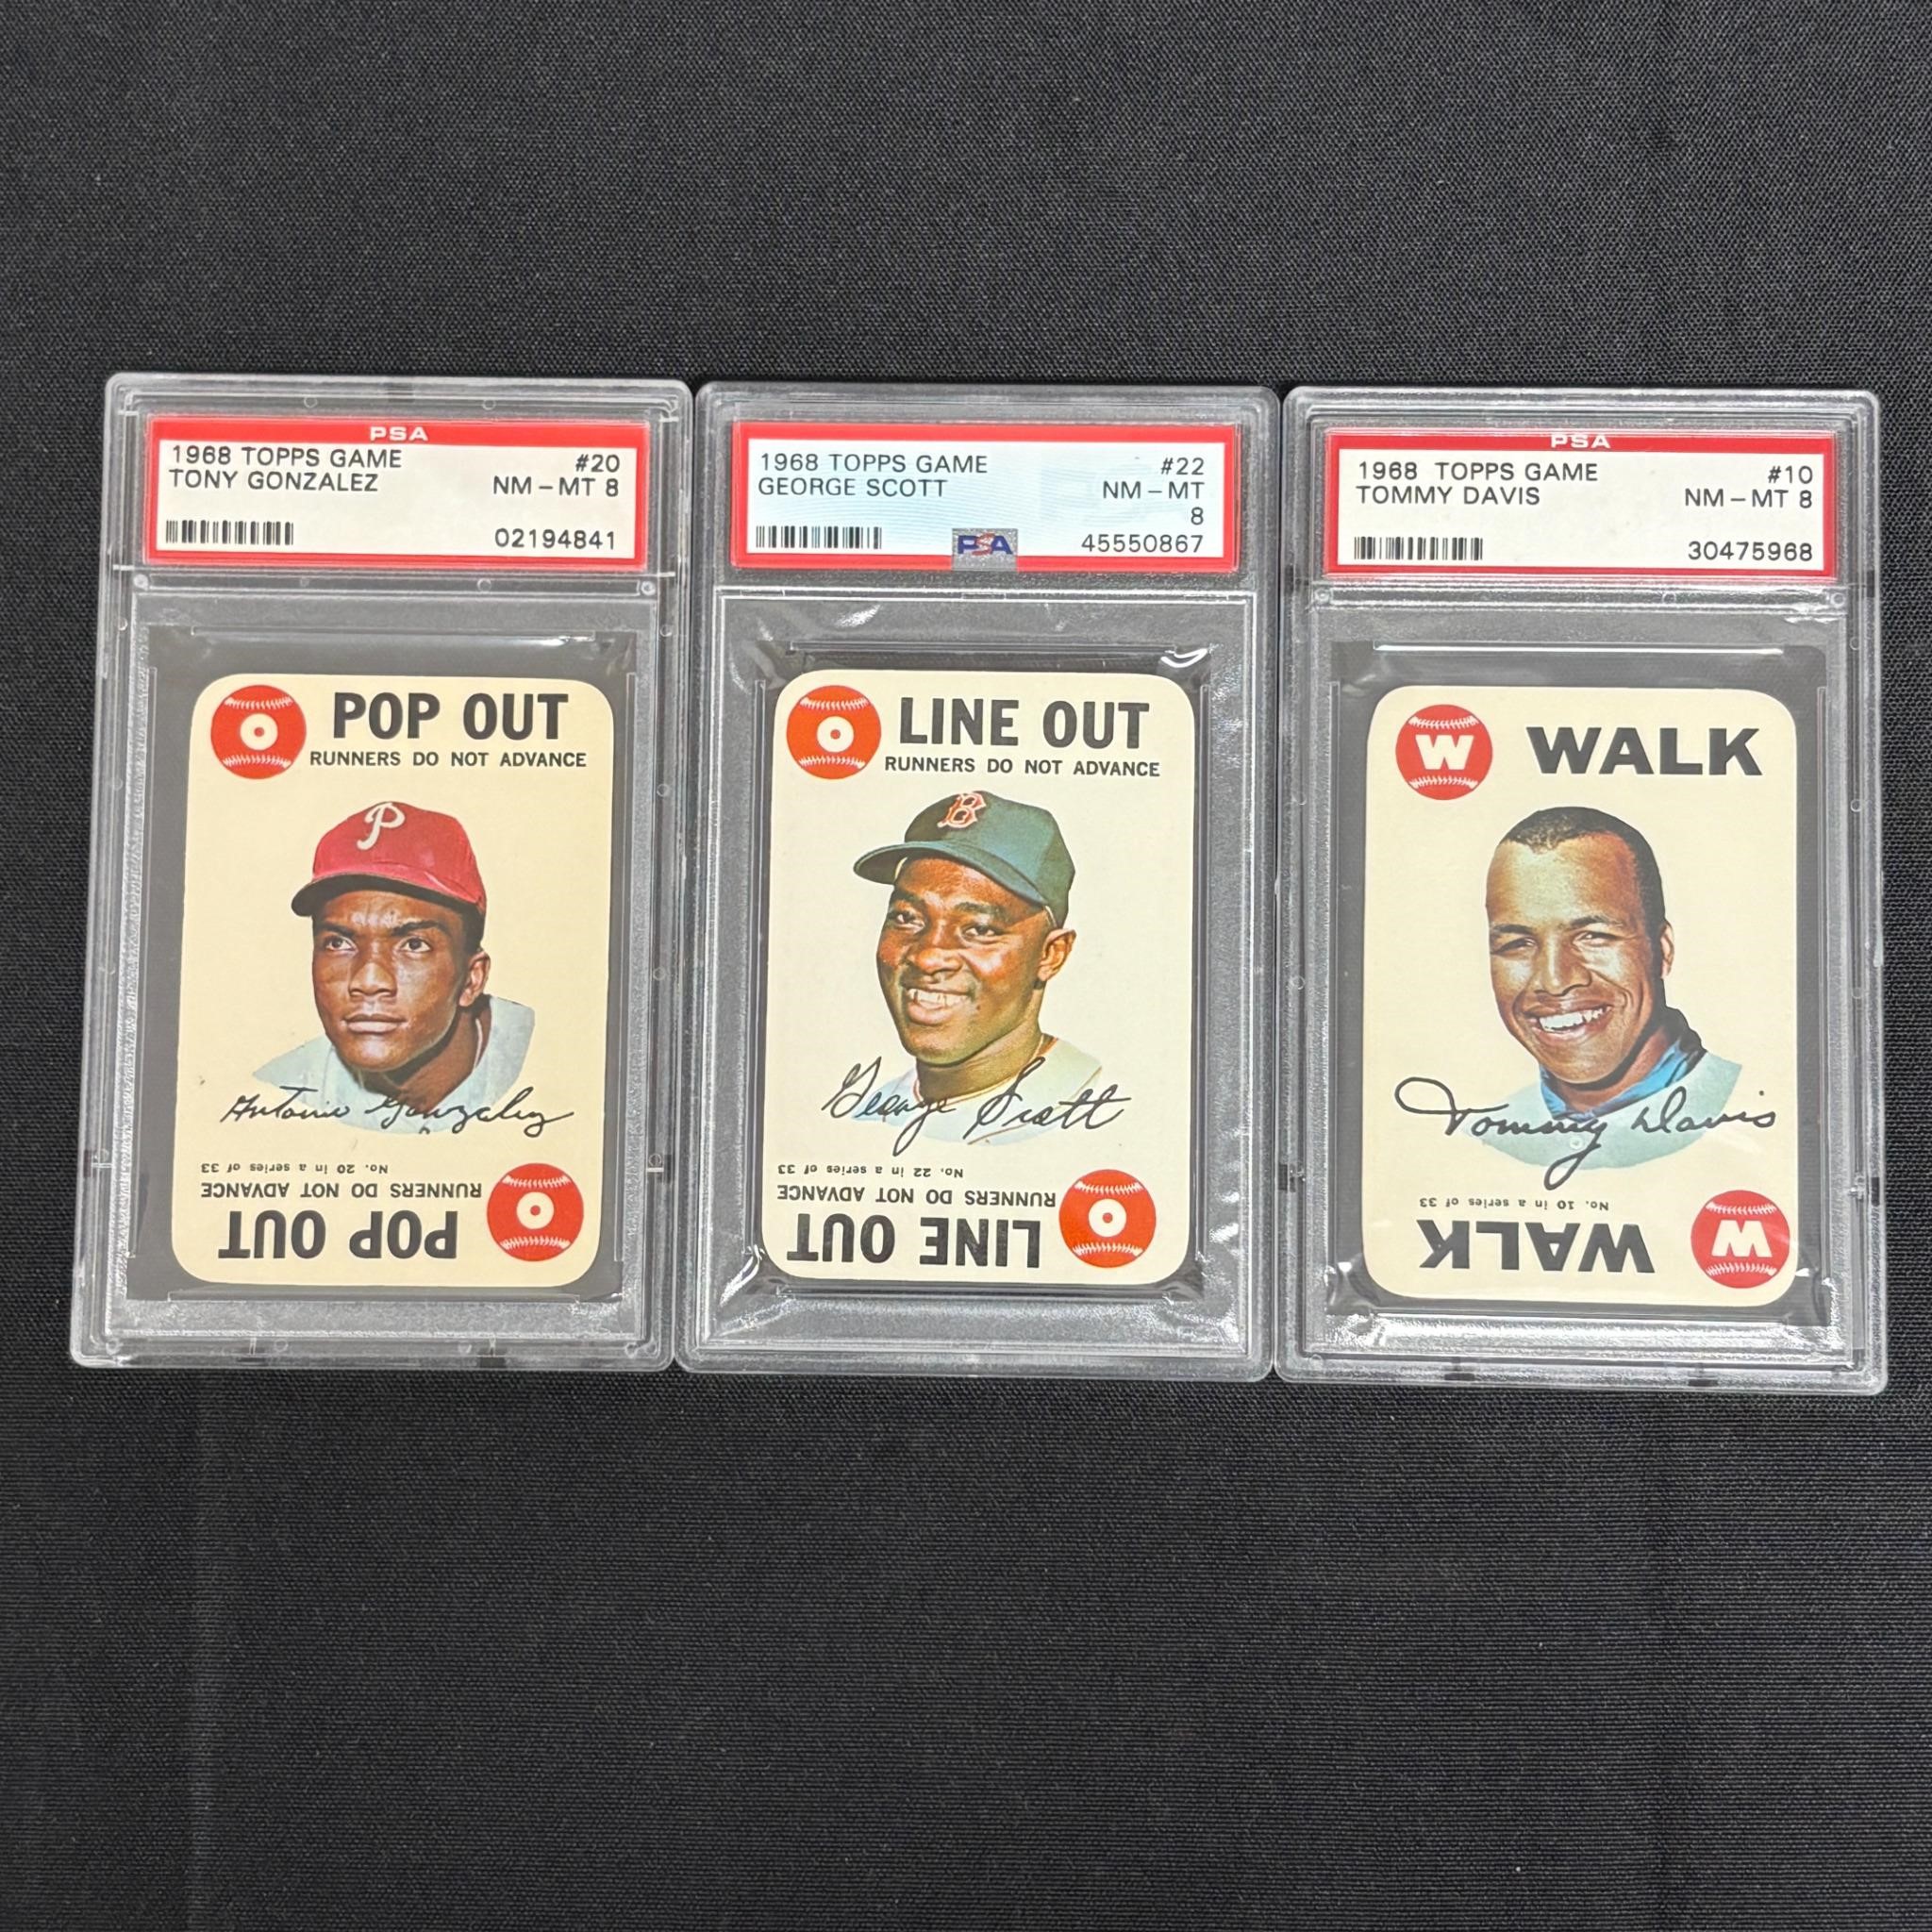 PSA
1968 TOPPS GAME #20
TONY GONZALEZ NM - MT 8
02194841
POP OUT
RUNNERS DO NOT ADVANCE
P
Antonio Gonzalez
No. 20 in a series of 33
RUNNERS DO NOT ADVANCE
POP OUT
1968 TOPPS GAME #22
GEORGE SCOTT NM - MT
8
PSA 45550867
LINE OUT
RUNNERS DO NOT ADVANCE
B
George Scott
No. 22 in a series of 33
RUNNERS DO NOT ADVANCE
LINE OUT
PSA
1968 TOPPS GAME #10
TOMMY DAVIS NM - MT 8
30475968
W WALK
Tommy Davis
No. 10 in a series of 33
WALK W